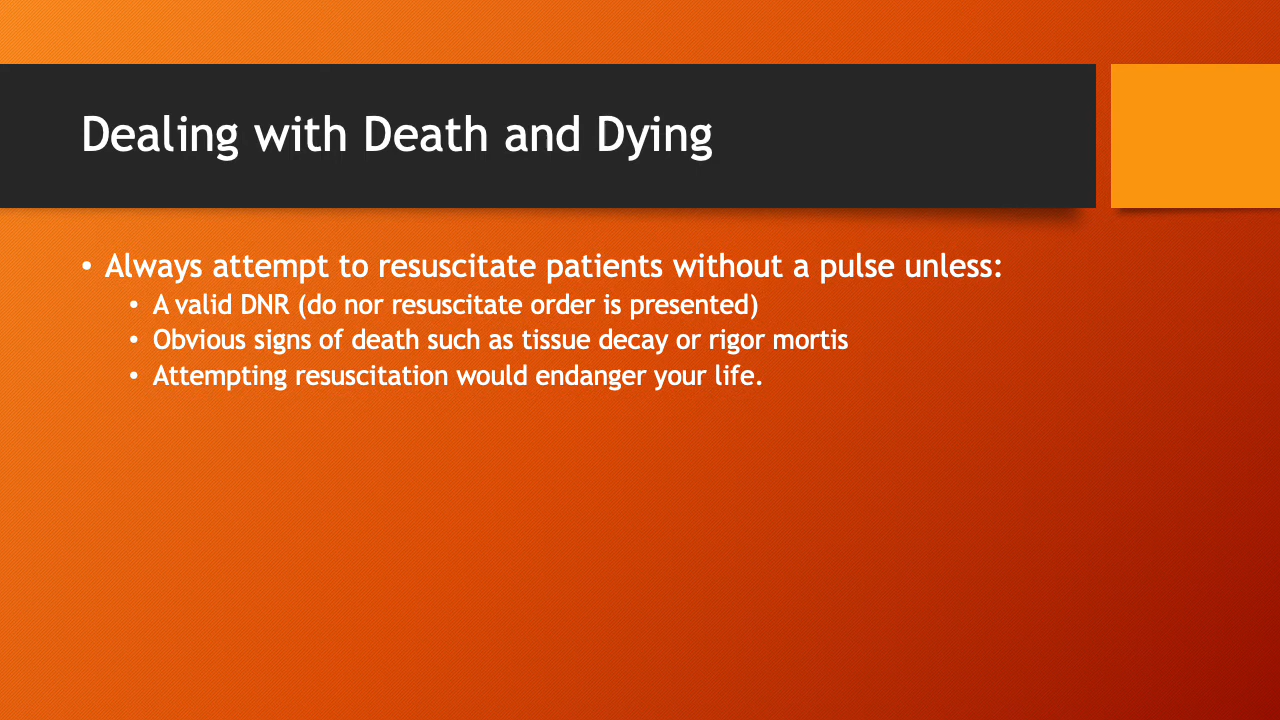 Dealing with Death and Dying
• Always attempt to resuscitate patients without a pulse unless:
• A valid DNR (do nor resuscitate order is presented)
• Obvious signs of death such as tissue decay or rigor mortis
• Attempting resuscitation would endanger your life.